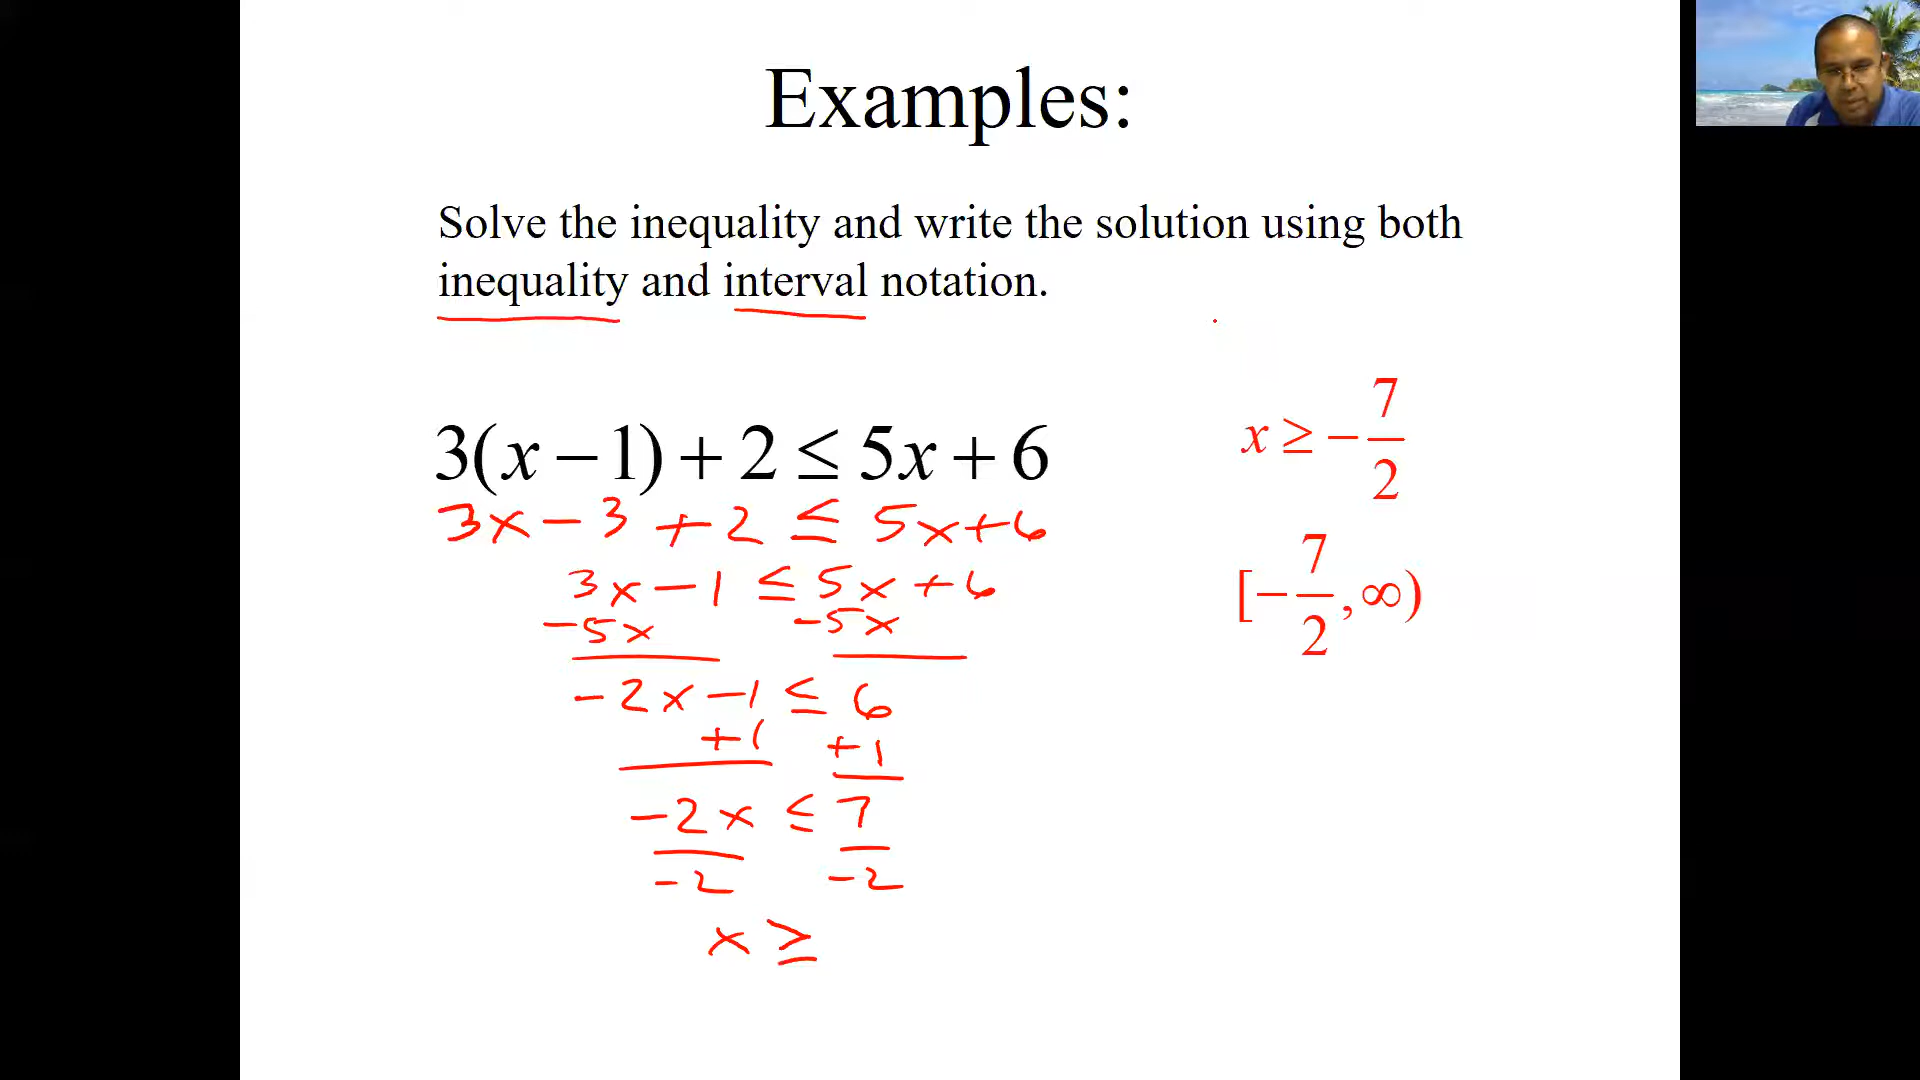 Examples:
Solve the inequality and write the solution using both
inequality and interval notation.
3(x − 1) + 2 ≤ 5x + 6
3x − 3 + 2 ≤ 5x + 6
3x − 1 ≤ 5x + 6
−5x −5x
−2x − 1 ≤ 6
+1 +1
−2x ≤ 7
−2 −2
x ≥
x ≥ − 7/2
[− 7/2, ∞)